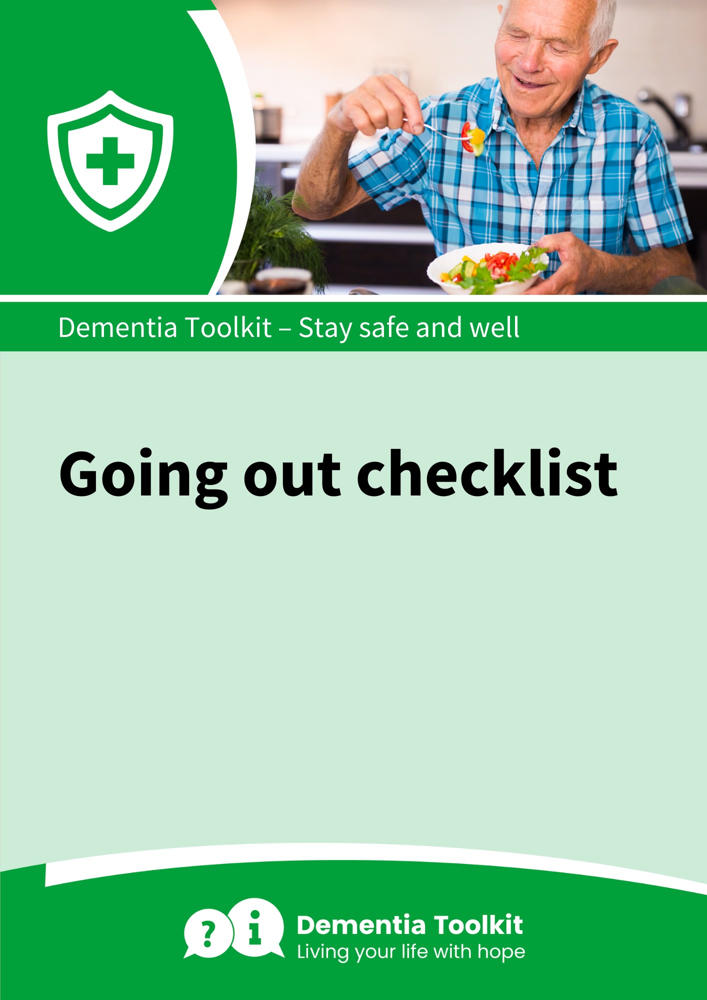 Dementia Toolkit – Stay safe and well
Going out checklist
? i
Dementia Toolkit
Living your life with hope